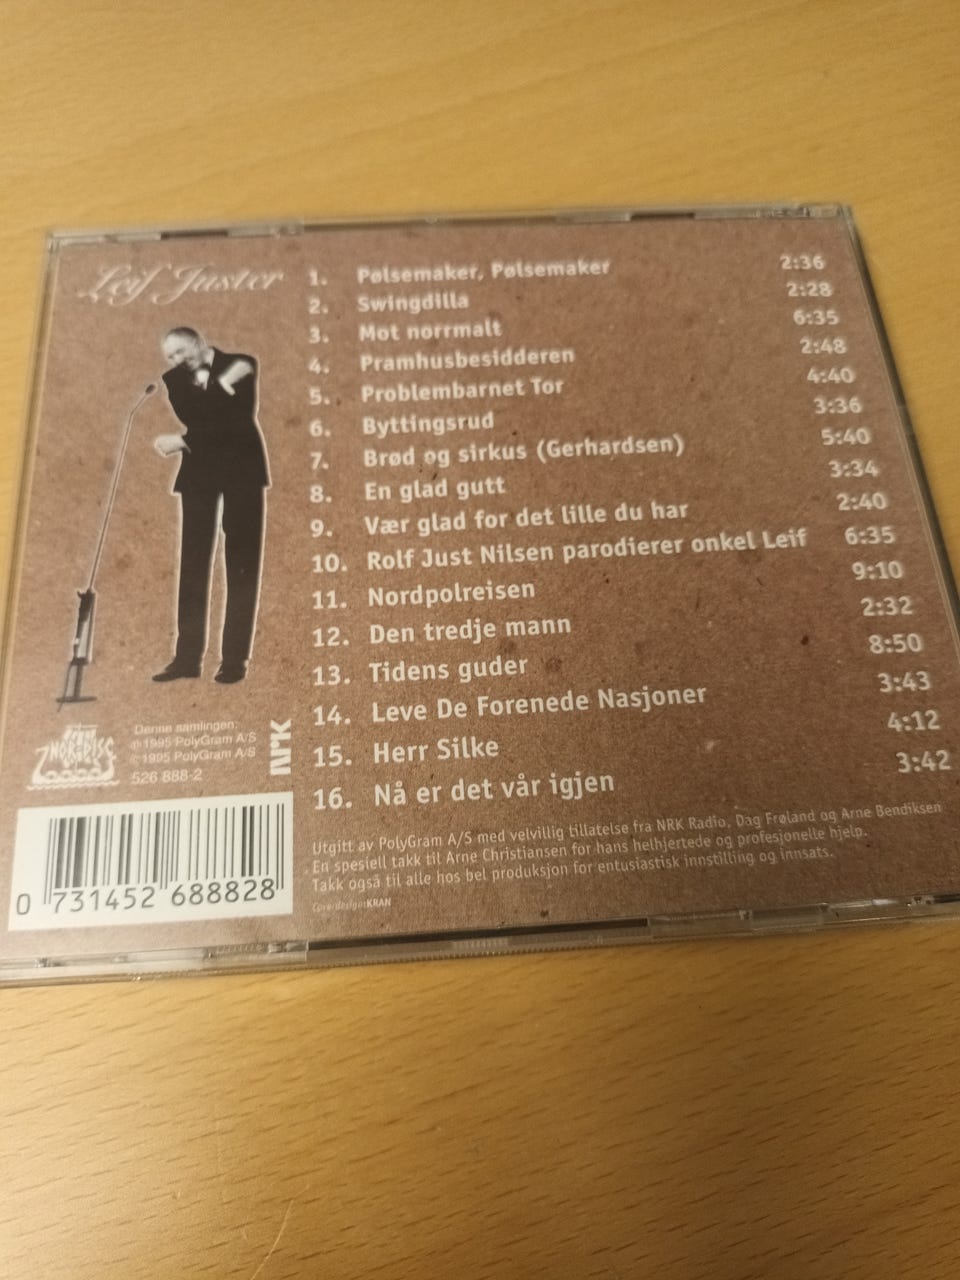 Leif Juster
1. Pølsemaker, Pølsemaker 2:36
2. Swingdilla 2:28
3. Mot norrmalt 6:35
4. Pramhusbesidderen 2:48
5. Problembarnet Tor 4:40
6. Byttingsrud 3:36
7. Brød og sirkus (Gerhardsen) 5:40
8. En glad gutt 3:34
9. Vær glad for det lille du har 2:40
10. Rolf Just Nilsen parodierer onkel Leif 6:35
11. Nordpolreisen 9:10
12. Den tredje mann 2:32
13. Tidens guder 8:50
14. Leve De Forenede Nasjoner 3:43
15. Herr Silke 4:12
16. Nå er det vår igjen 3:42
NORDISC
Denne samlingen:
℗ 1995 PolyGram A/S
© 1995 PolyGram A/S
526 888-2
NRK
0 731452 688828
Utgitt av PolyGram A/S med velvillig tillatelse fra NRK Radio, Dag Frøland og Arne Bendiksen
En spesiell takk til Arne Christiansen for hans helhjertede og profesjonelle hjelp.
Takk også til alle hos bel produksjon for entusiastisk innstilling og innsats.
Coverdesign:KRAN